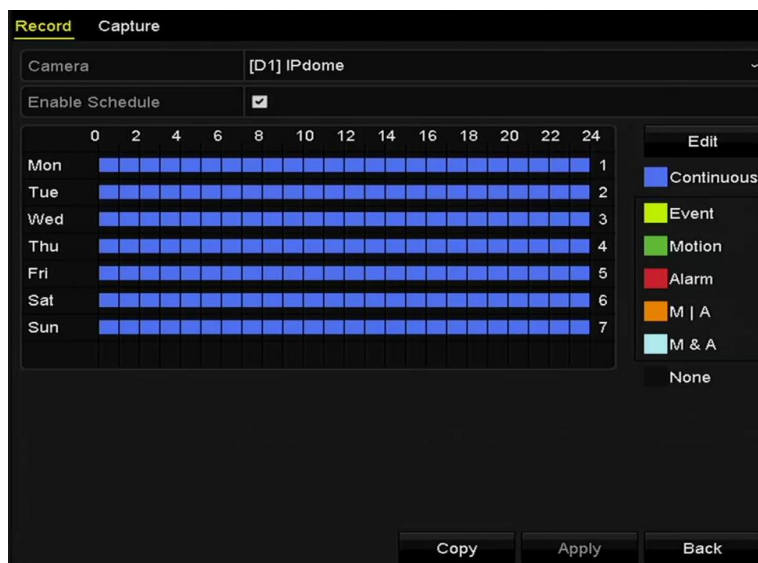 Record Capture
Camera [D1] IPdome
Enable Schedule
0 2 4 6 8 10 12 14 16 18 20 22 24
Edit
Mon 1
Continuous
Tue 2
Wed 3
Event
Thu 4
Motion
Fri 5
Alarm
Sat 6
M | A
Sun 7
M & A
None
Copy Apply Back